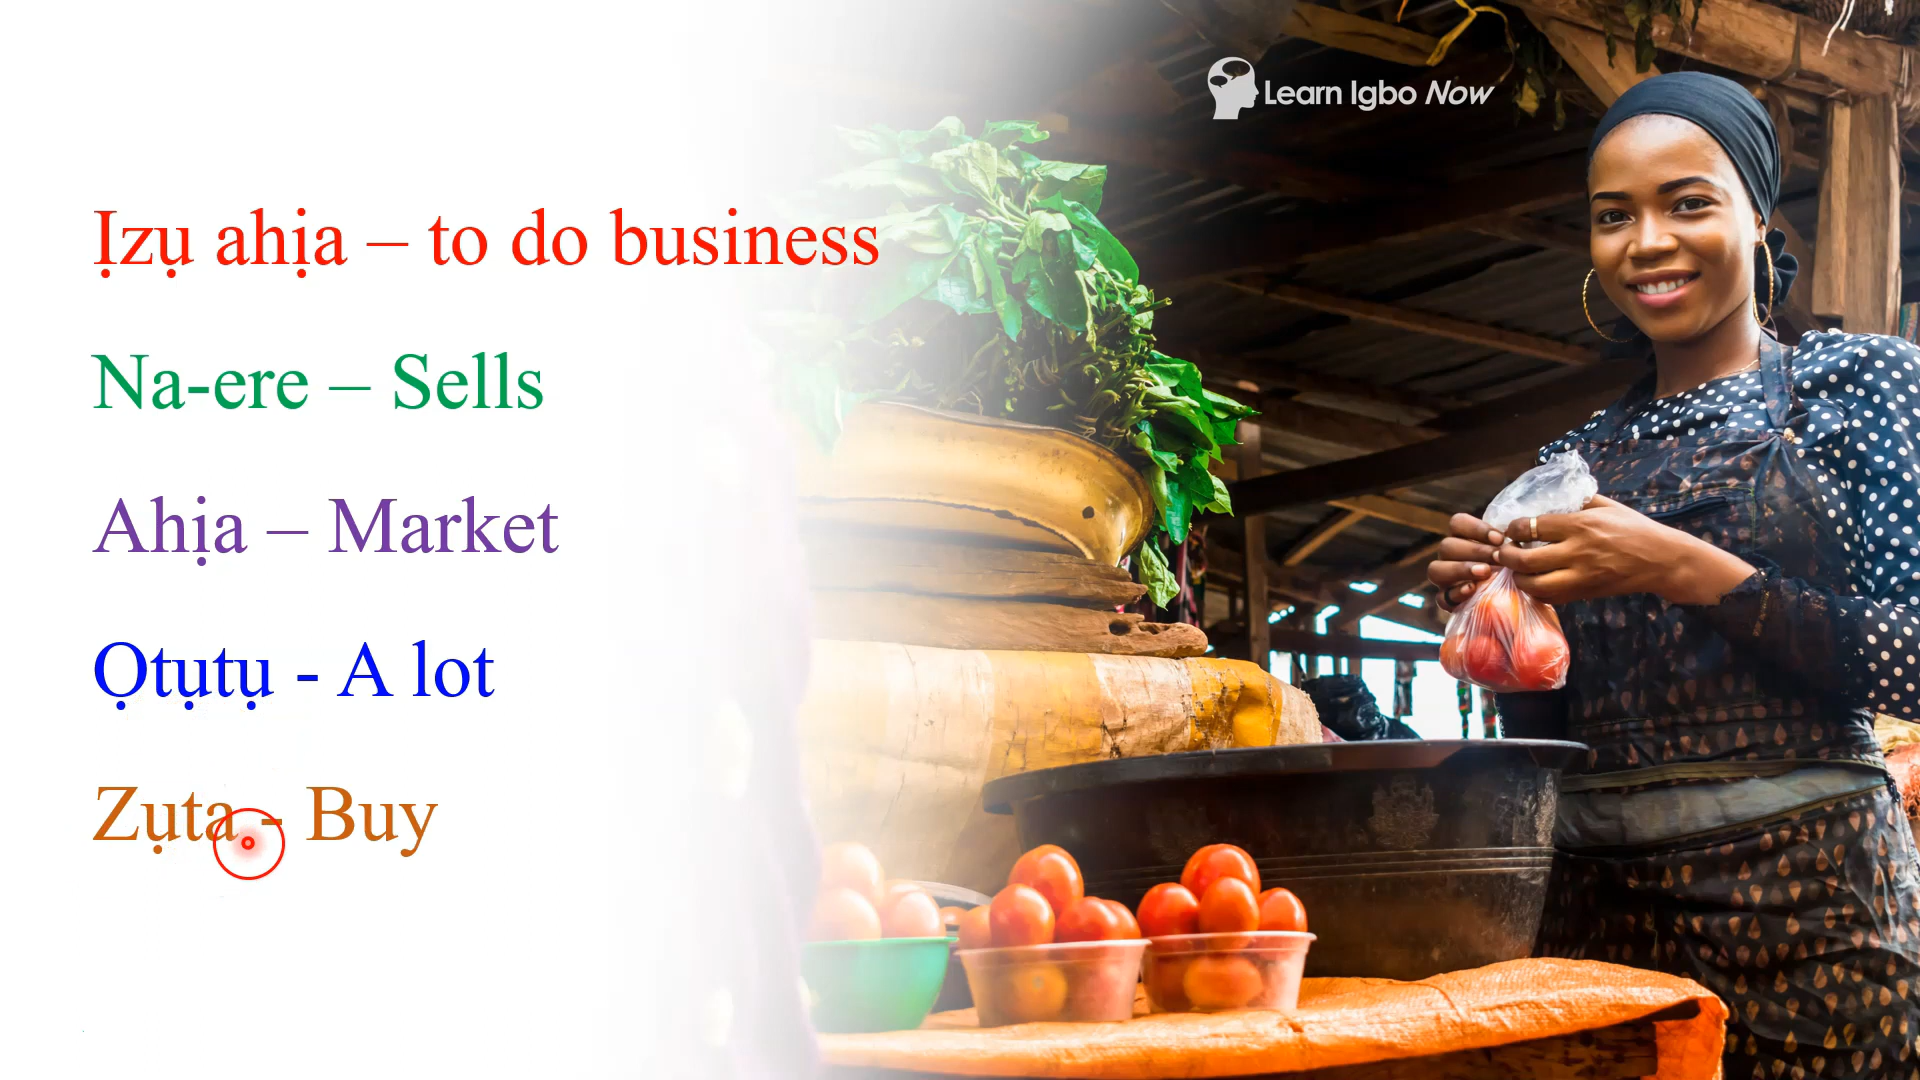 Learn Igbo Now
Ịzụ ahịa – to do business
Na-ere – Sells
Ahịa – Market
Ọtụtụ - A lot
Zụta - Buy